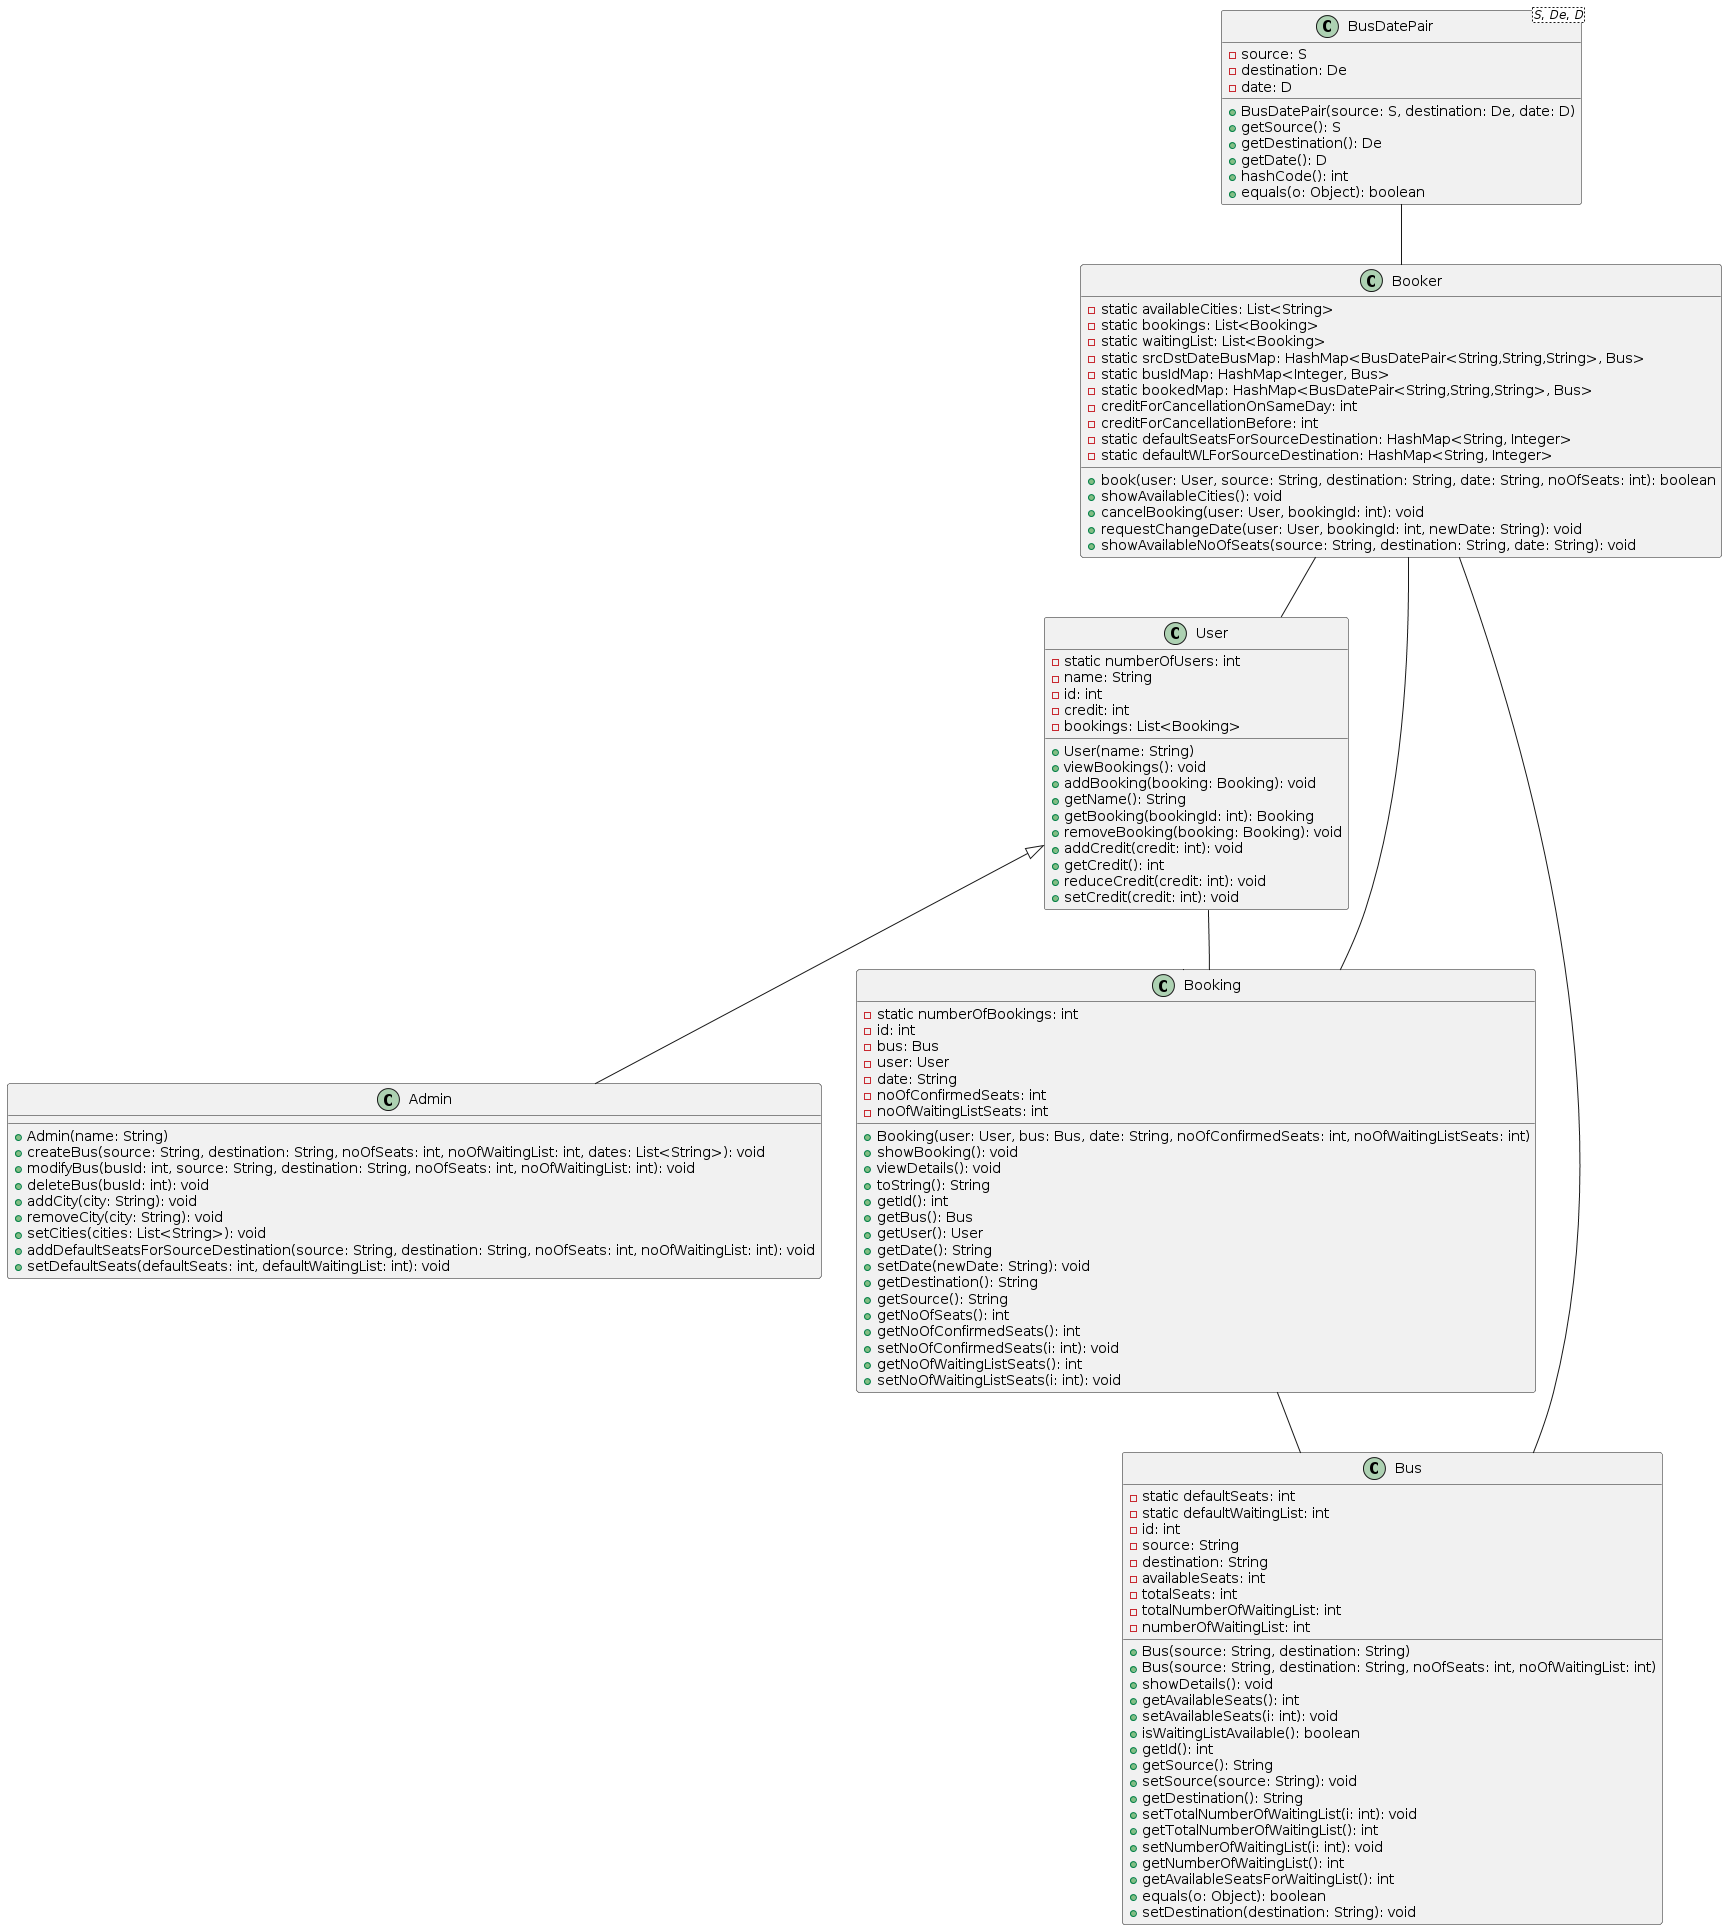 S, De, D
C BusDatePair
source: S
destination: De
date: D
BusDatePair(source: S, destination: De, date: D)
getSource(): S
getDestination(): De
getDate(): D
hashCode(): int
equals(o: Object): boolean
C Booker
static availableCities: List<String>
static bookings: List<Booking>
static waitingList: List<Booking>
static srcDstDateBusMap: HashMap<BusDatePair<String,String,String>, Bus>
static busIdMap: HashMap<Integer, Bus>
static bookedMap: HashMap<BusDatePair<String,String,String>, Bus>
creditForCancellationOnSameDay: int
creditForCancellationBefore: int
static defaultSeatsForSourceDestination: HashMap<String, Integer>
static defaultWLForSourceDestination: HashMap<String, Integer>
book(user: User, source: String, destination: String, date: String, noOfSeats: int): boolean
showAvailableCities(): void
cancelBooking(user: User, bookingId: int): void
requestChangeDate(user: User, bookingId: int, newDate: String): void
showAvailableNoOfSeats(source: String, destination: String, date: String): void
C User
static numberOfUsers: int
name: String
id: int
credit: int
bookings: List<Booking>
User(name: String)
viewBookings(): void
addBooking(booking: Booking): void
getName(): String
getBooking(bookingId: int): Booking
removeBooking(booking: Booking): void
addCredit(credit: int): void
getCredit(): int
reduceCredit(credit: int): void
setCredit(credit: int): void
C Admin
Admin(name: String)
createBus(source: String, destination: String, noOfSeats: int, noOfWaitingList: int, dates: List<String>): void
modifyBus(busId: int, source: String, destination: String, noOfSeats: int, noOfWaitingList: int): void
deleteBus(busId: int): void
addCity(city: String): void
removeCity(city: String): void
setCities(cities: List<String>): void
addDefaultSeatsForSourceDestination(source: String, destination: String, noOfSeats: int, noOfWaitingList: int): void
setDefaultSeats(defaultSeats: int, defaultWaitingList: int): void
C Booking
static numberOfBookings: int
id: int
bus: Bus
user: User
date: String
noOfConfirmedSeats: int
noOfWaitingListSeats: int
Booking(user: User, bus: Bus, date: String, noOfConfirmedSeats: int, noOfWaitingListSeats: int)
showBooking(): void
viewDetails(): void
toString(): String
getId(): int
getBus(): Bus
getUser(): User
getDate(): String
setDate(newDate: String): void
getDestination(): String
getSource(): String
getNoOfSeats(): int
getNoOfConfirmedSeats(): int
setNoOfConfirmedSeats(i: int): void
getNoOfWaitingListSeats(): int
setNoOfWaitingListSeats(i: int): void
C Bus
static defaultSeats: int
static defaultWaitingList: int
id: int
source: String
destination: String
availableSeats: int
totalSeats: int
totalNumberOfWaitingList: int
numberOfWaitingList: int
Bus(source: String, destination: String)
Bus(source: String, destination: String, noOfSeats: int, noOfWaitingList: int)
showDetails(): void
getAvailableSeats(): int
setAvailableSeats(i: int): void
isWaitingListAvailable(): boolean
getId(): int
getSource(): String
setSource(source: String): void
getDestination(): String
setTotalNumberOfWaitingList(i: int): void
getTotalNumberOfWaitingList(): int
setNumberOfWaitingList(i: int): void
getNumberOfWaitingList(): int
getAvailableSeatsForWaitingList(): int
equals(o: Object): boolean
setDestination(destination: String): void